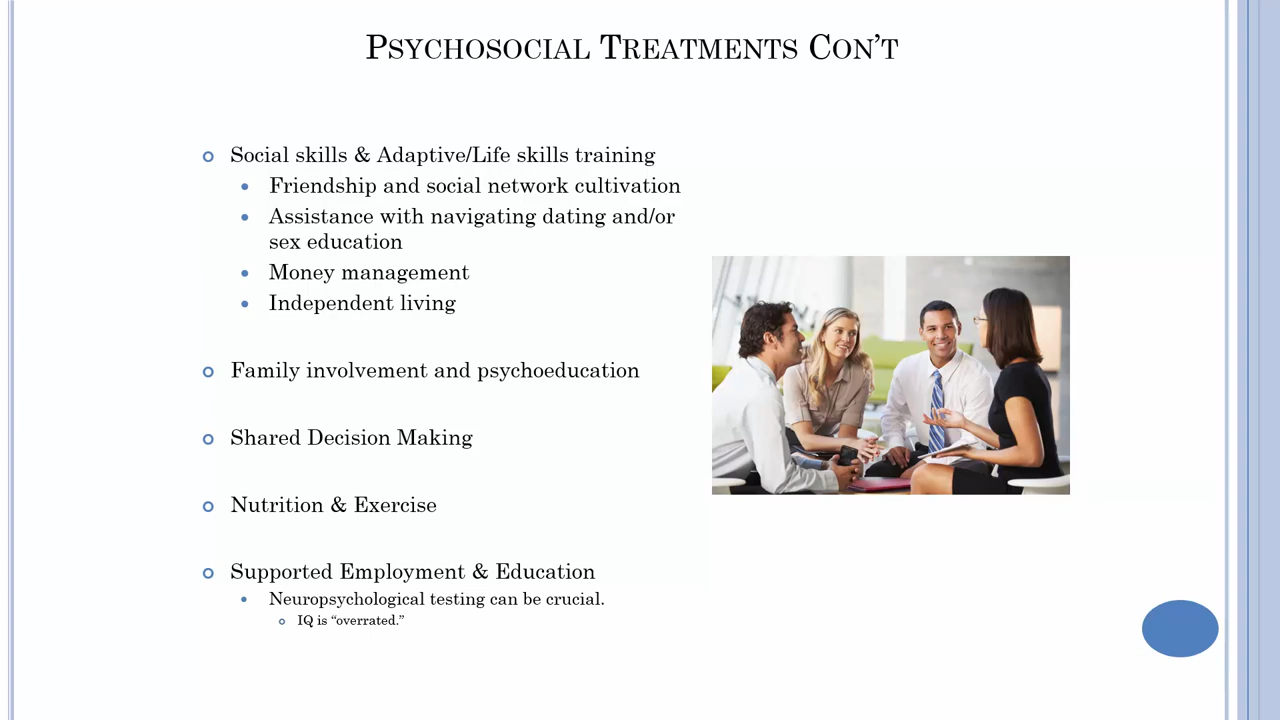 Psychosocial Treatments Con't
Social skills & Adaptive/Life skills training
Friendship and social network cultivation
Assistance with navigating dating and/or
sex education
Money management
Independent living
Family involvement and psychoeducation
Shared Decision Making
Nutrition & Exercise
Supported Employment & Education
Neuropsychological testing can be crucial.
IQ is “overrated.”